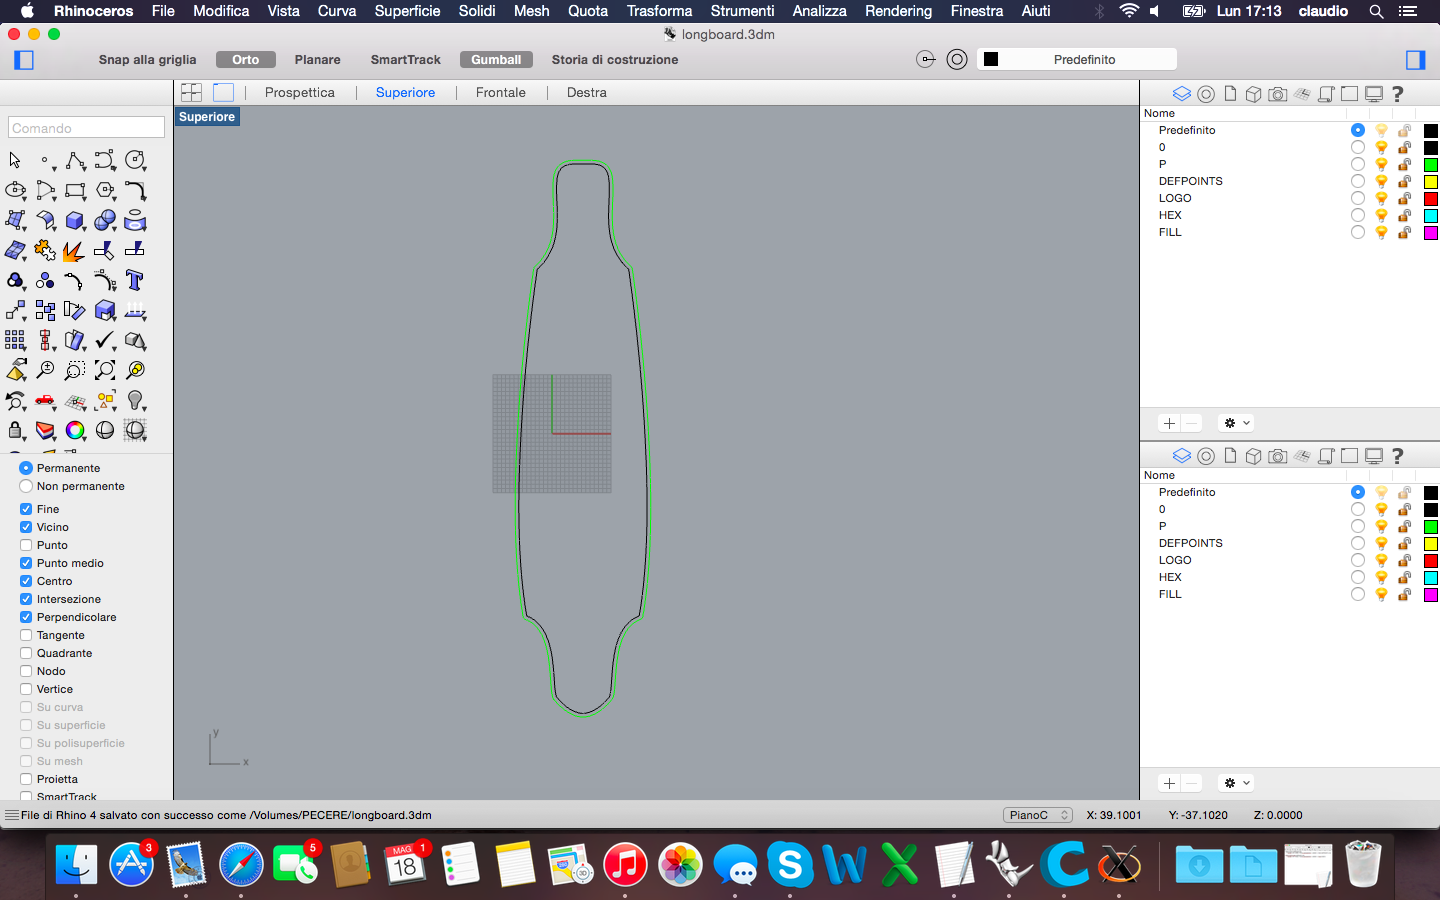 Rhinoceros File Modifica Vista Curva Superficie Solidi Mesh Quota Trasforma Strumenti Analizza Rendering Finestra Aiuti Lun 17:13 claudio
longboard.3dm
Snap alla griglia Orto Planare SmartTrack Gumball Storia di costruzione Predefinito
Prospettica Superiore Frontale Destra
Comando
Superiore
Permanente
Non permanente
Fine
Vicino
Punto
Punto medio
Centro
Intersezione
Perpendicolare
Tangente
Quadrante
Nodo
Vertice
Su curva
Su superficie
Su polisuperficie
Su mesh
Proietta
SmartTrack
y
x
Nome
Predefinito
0
P
DEFPOINTS
LOGO
HEX
FILL
Nome
Predefinito
0
P
DEFPOINTS
LOGO
HEX
FILL
File di Rhino 4 salvato con successo come /Volumes/PECERE/longboard.3dm PianoC X: 39.1001 Y: -37.1020 Z: 0.0000
3
5
MAG
18
1